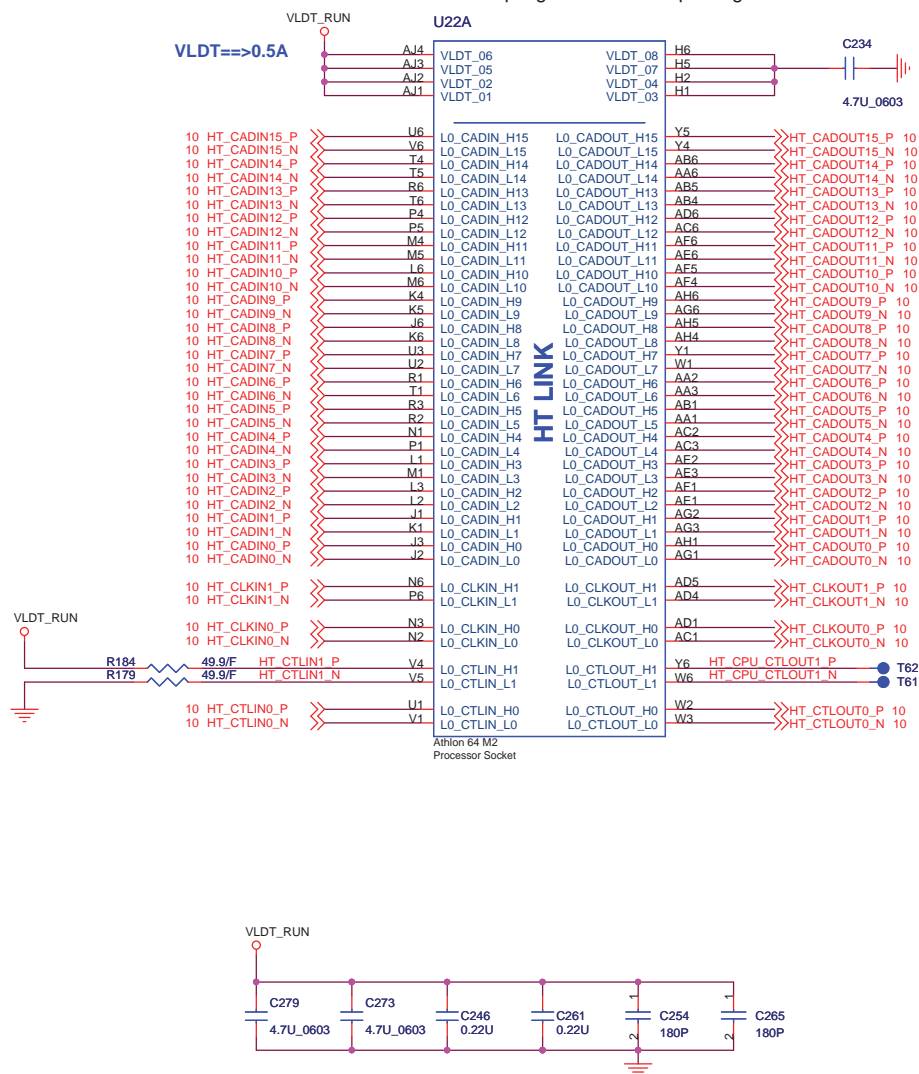 VLDT_RUN
U22A
VLDT==>0.5A
AJ4 VLDT_06 VLDT_08 H6
AJ3 VLDT_05 VLDT_07 H5
AJ2 VLDT_02 VLDT_04 H2
AJ1 VLDT_01 VLDT_03 H1
C234
4.7U_0603
10 HT_CADIN15_P U6 L0_CADIN_H15 L0_CADOUT_H15 Y5 HT_CADOUT15_P 10
10 HT_CADIN15_N V6 L0_CADIN_L15 L0_CADOUT_L15 Y4 HT_CADOUT15_N 10
10 HT_CADIN14_P T4 L0_CADIN_H14 L0_CADOUT_H14 AB6 HT_CADOUT14_P 10
10 HT_CADIN14_N T5 L0_CADIN_L14 L0_CADOUT_L14 AA6 HT_CADOUT14_N 10
10 HT_CADIN13_P R6 L0_CADIN_H13 L0_CADOUT_H13 AB5 HT_CADOUT13_P 10
10 HT_CADIN13_N T6 L0_CADIN_L13 L0_CADOUT_L13 AB4 HT_CADOUT13_N 10
10 HT_CADIN12_P P4 L0_CADIN_H12 L0_CADOUT_H12 AD6 HT_CADOUT12_P 10
10 HT_CADIN12_N P5 L0_CADIN_L12 L0_CADOUT_L12 AC6 HT_CADOUT12_N 10
10 HT_CADIN11_P M4 L0_CADIN_H11 L0_CADOUT_H11 AF6 HT_CADOUT11_P 10
10 HT_CADIN11_N M5 L0_CADIN_L11 L0_CADOUT_L11 AE6 HT_CADOUT11_N 10
10 HT_CADIN10_P L6 L0_CADIN_H10 L0_CADOUT_H10 AF5 HT_CADOUT10_P 10
10 HT_CADIN10_N M6 L0_CADIN_L10 L0_CADOUT_L10 AF4 HT_CADOUT10_N 10
10 HT_CADIN9_P K4 L0_CADIN_H9 L0_CADOUT_H9 AH6 HT_CADOUT9_P 10
10 HT_CADIN9_N K5 L0_CADIN_L9 L0_CADOUT_L9 AG6 HT_CADOUT9_N 10
10 HT_CADIN8_P J6 L0_CADIN_H8 L0_CADOUT_H8 AH5 HT_CADOUT8_P 10
10 HT_CADIN8_N K6 L0_CADIN_L8 L0_CADOUT_L8 AH4 HT_CADOUT8_N 10
10 HT_CADIN7_P U3 L0_CADIN_H7 L0_CADOUT_H7 Y1 HT_CADOUT7_P 10
10 HT_CADIN7_N U2 L0_CADIN_L7 L0_CADOUT_L7 W1 HT_CADOUT7_N 10
10 HT_CADIN6_P R1 L0_CADIN_H6 L0_CADOUT_H6 AA2 HT_CADOUT6_P 10
10 HT_CADIN6_N T1 L0_CADIN_L6 L0_CADOUT_L6 AA3 HT_CADOUT6_N 10
10 HT_CADIN5_P R3 L0_CADIN_H5 L0_CADOUT_H5 AB1 HT_CADOUT5_P 10
10 HT_CADIN5_N R2 L0_CADIN_L5 L0_CADOUT_L5 AA1 HT_CADOUT5_N 10
10 HT_CADIN4_P N1 L0_CADIN_H4 L0_CADOUT_H4 AC2 HT_CADOUT4_P 10
10 HT_CADIN4_N P1 L0_CADIN_L4 L0_CADOUT_L4 AC3 HT_CADOUT4_N 10
10 HT_CADIN3_P L1 L0_CADIN_H3 L0_CADOUT_H3 AE2 HT_CADOUT3_P 10
10 HT_CADIN3_N M1 L0_CADIN_L3 L0_CADOUT_L3 AE3 HT_CADOUT3_N 10
10 HT_CADIN2_P L3 L0_CADIN_H2 L0_CADOUT_H2 AF1 HT_CADOUT2_P 10
10 HT_CADIN2_N L2 L0_CADIN_L2 L0_CADOUT_L2 AE1 HT_CADOUT2_N 10
10 HT_CADIN1_P J1 L0_CADIN_H1 L0_CADOUT_H1 AG2 HT_CADOUT1_P 10
10 HT_CADIN1_N K1 L0_CADIN_L1 L0_CADOUT_L1 AG3 HT_CADOUT1_N 10
10 HT_CADIN0_P J3 L0_CADIN_H0 L0_CADOUT_H0 AH1 HT_CADOUT0_P 10
10 HT_CADIN0_N J2 L0_CADIN_L0 L0_CADOUT_L0 AG1 HT_CADOUT0_N 10
HT LINK
10 HT_CLKIN1_P N6 L0_CLKIN_H1 L0_CLKOUT_H1 AD5 HT_CLKOUT1_P 10
10 HT_CLKIN1_N P6 L0_CLKIN_L1 L0_CLKOUT_L1 AD4 HT_CLKOUT1_N 10
VLDT_RUN
10 HT_CLKIN0_P N3 L0_CLKIN_H0 L0_CLKOUT_H0 AD1 HT_CLKOUT0_P 10
10 HT_CLKIN0_N N2 L0_CLKIN_L0 L0_CLKOUT_L0 AC1 HT_CLKOUT0_N 10
R184 49.9/F HT_CTLIN1_P V4 L0_CTLIN_H1 L0_CTLOUT_H1 Y6 HT_CPU_CTLOUT1_P T62
R179 49.9/F HT_CTLIN1_N V5 L0_CTLIN_L1 L0_CTLOUT_L1 W6 HT_CPU_CTLOUT1_N T61
10 HT_CTLIN0_P U1 L0_CTLIN_H0 L0_CTLOUT_H0 W2 HT_CTLOUT0_P 10
10 HT_CTLIN0_N V1 L0_CTLIN_L0 L0_CTLOUT_L0 W3 HT_CTLOUT0_N 10
Athlon 64 M2
Processor Socket
VLDT_RUN
C279 C273 C246 C261 1 C254 1 C265
4.7U_0603 4.7U_0603 0.22U 0.22U 2 180P 2 180P